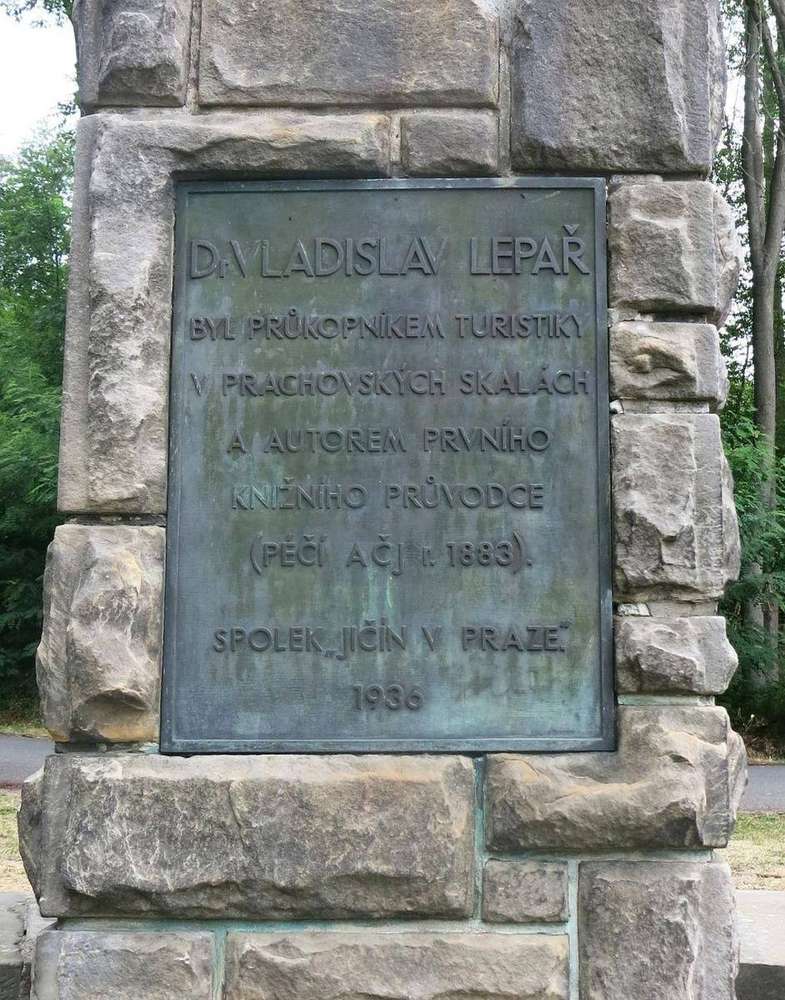 Dr VLADISLAV LEPAŘ
BYL PRŮKOPNÍKEM TURISTIKY
V PRACHOVSKÝCH SKALÁCH
A AUTOREM PRVNÍHO
KNIŽNÍHO PRŮVODCE
(PÉČÍ AČJ r. 1883).
SPOLEK „JIČÍN V PRAZE.“
1936